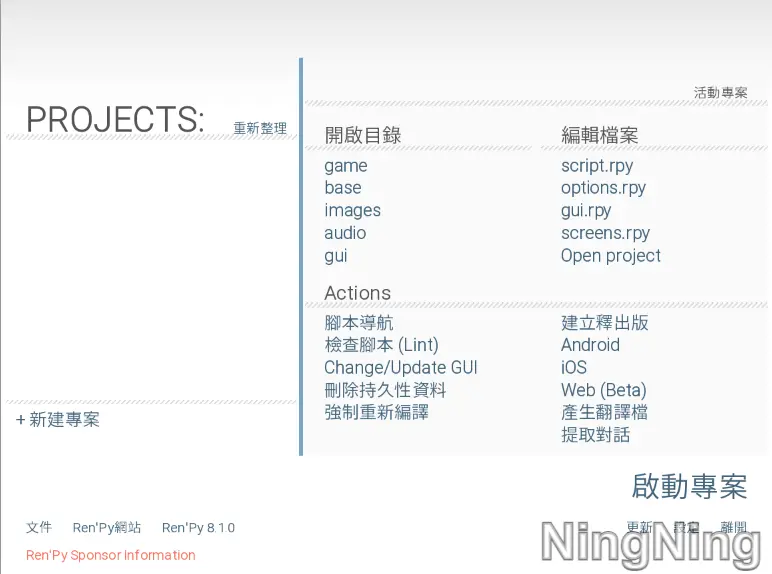 活動專案
PROJECTS: 重新整理
開啟目錄
game
base
images
audio
gui
編輯檔案
script.rpy
options.rpy
gui.rpy
screens.rpy
Open project
Actions
腳本導航
檢查腳本 (Lint)
Change/Update GUI
刪除持久性資料
強制重新編譯
建立釋出版
Android
iOS
Web (Beta)
產生翻譯檔
提取對話
+ 新建專案
啟動專案
文件 Ren'Py網站 Ren'Py 8.1.0 更新 設定 離開
Ren'Py Sponsor Information
NingNing